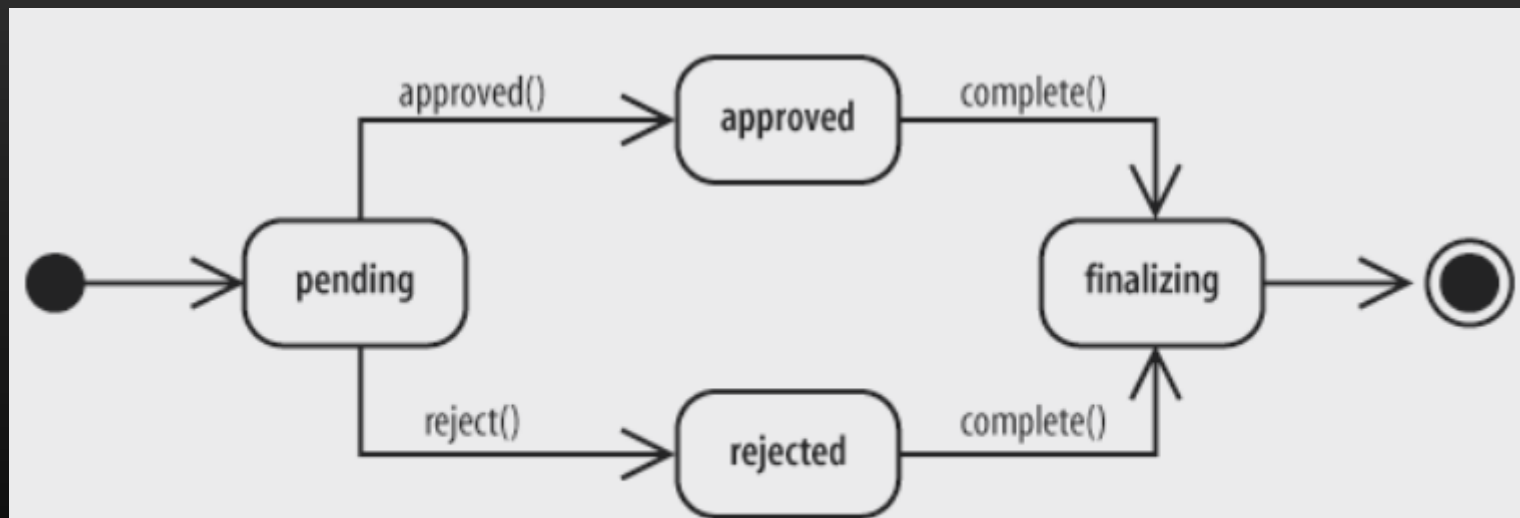 approved()
approved
complete()
pending
finalizing
reject()
rejected
complete()